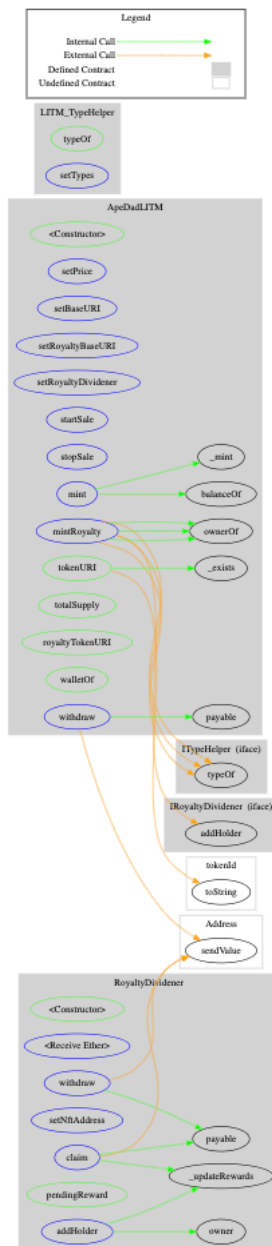 Legend
Internal Call
External Call
Defined Contract
Undefined Contract
LITM_TypeHelper
typeOf
setTypes
ApeDadLITM
<Constructor>
setPrice
setBaseURI
setRoyaltyBaseURI
setRoyaltyDividener
startSale
stopSale
_mint
mint
balanceOf
mintRoyalty
ownerOf
tokenURI
_exists
totalSupply
royaltyTokenURI
walletOf
withdraw
payable
ITypeHelper (iface)
typeOf
IRoyaltyDividener (iface)
addHolder
tokenId
toString
Address
sendValue
RoyaltyDividener
<Constructor>
<Receive Ether>
withdraw
setNftAddress
payable
claim
_updateRewards
pendingReward
addHolder
owner